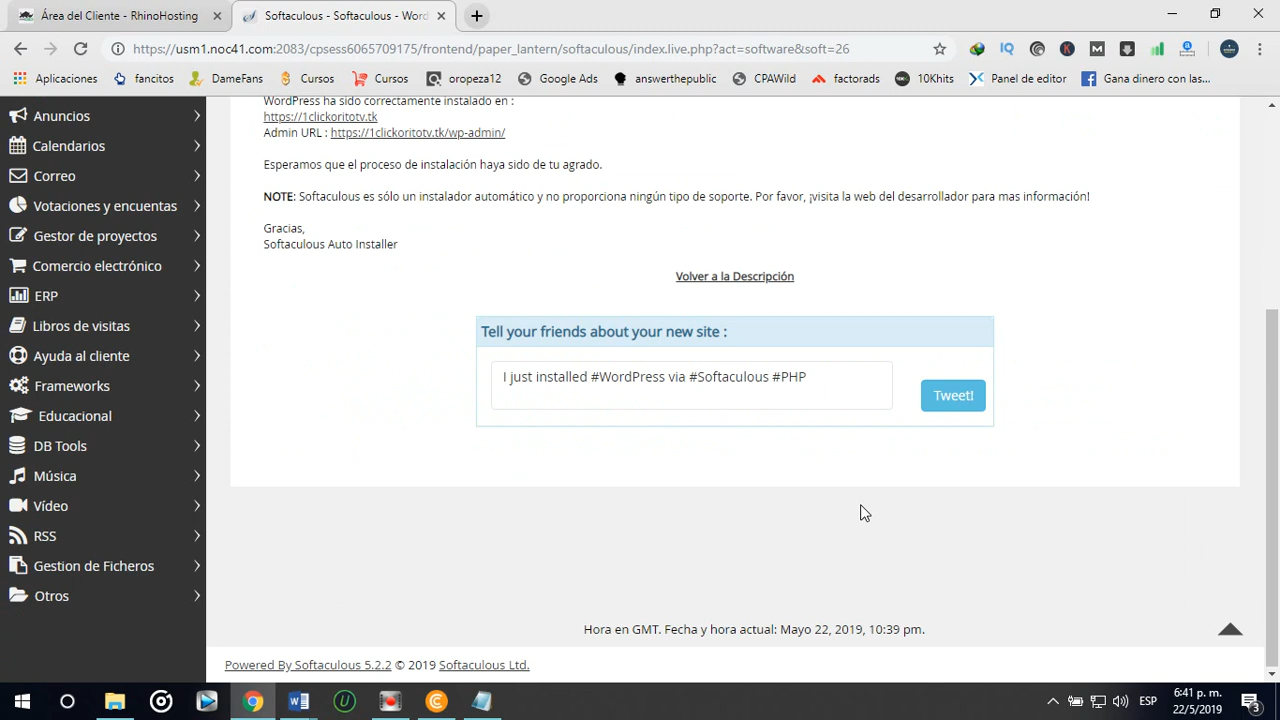 Área del Cliente - RhinoHosting
Softaculous - Softaculous - Word
https://usm1.noc41.com:2083/cpsess6065709175/frontend/paper_lantern/softaculous/index.live.php?act=software&soft=26
Aplicaciones
fancitos
DameFans
Cursos
Cursos
oropeza12
Google Ads
answerthepublic
CPAWild
factorads
10Khits
Panel de editor
Gana dinero con las...
Anuncios
Calendarios
Correo
Votaciones y encuentas
Gestor de proyectos
Comercio electrónico
ERP
Libros de visitas
Ayuda al cliente
Frameworks
Educacional
DB Tools
Música
Vídeo
RSS
Gestion de Ficheros
Otros
WordPress ha sido correctamente instalado en :
https://1clickoritotv.tk
Admin URL : https://1clickoritotv.tk/wp-admin/
Esperamos que el proceso de instalación haya sido de tu agrado.
NOTE: Softaculous es sólo un instalador automático y no proporciona ningún tipo de soporte. Por favor, ¡visita la web del desarrollador para mas información!
Gracias,
Softaculous Auto Installer
Volver a la Descripción
Tell your friends about your new site :
I just installed #WordPress via #Softaculous #PHP
Tweet!
Hora en GMT. Fecha y hora actual: Mayo 22, 2019, 10:39 pm.
Powered By Softaculous 5.2.2 © 2019 Softaculous Ltd.
ESP
6:41 p. m.
22/5/2019
3